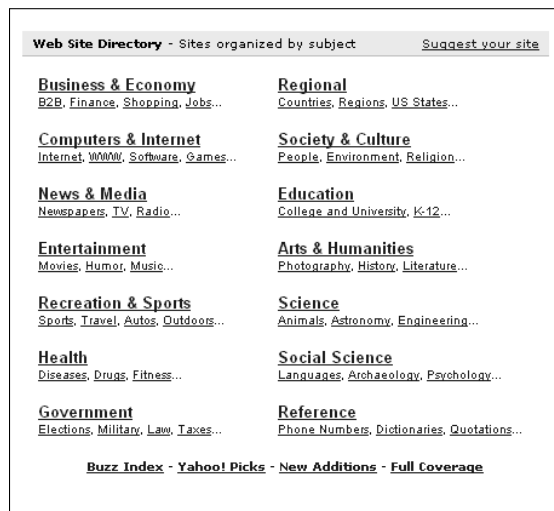 Web Site Directory - Sites organized by subject Suggest your site
Business & Economy
B2B, Finance, Shopping, Jobs...
Computers & Internet
Internet, WWW, Software, Games...
News & Media
Newspapers, TV, Radio...
Entertainment
Movies, Humor, Music...
Recreation & Sports
Sports, Travel, Autos, Outdoors...
Health
Diseases, Drugs, Fitness...
Government
Elections, Military, Law, Taxes...
Regional
Countries, Regions, US States...
Society & Culture
People, Environment, Religion...
Education
College and University, K-12...
Arts & Humanities
Photography, History, Literature...
Science
Animals, Astronomy, Engineering...
Social Science
Languages, Archaeology, Psychology...
Reference
Phone Numbers, Dictionaries, Quotations...
Buzz Index - Yahoo! Picks - New Additions - Full Coverage